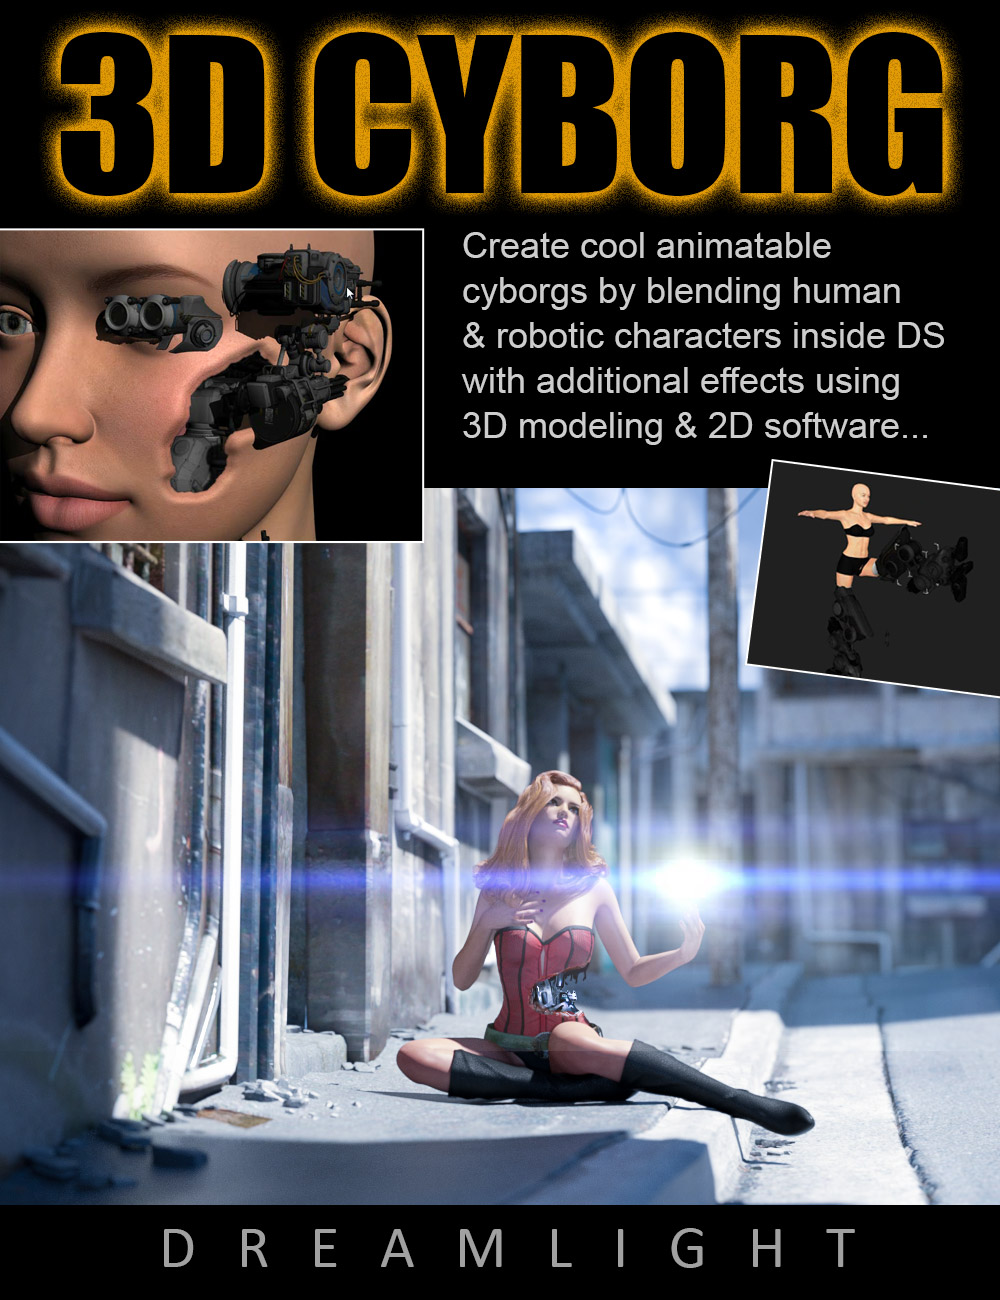 3D CYBORG
Create cool animatable
cyborgs by blending human
& robotic characters inside DS
with additional effects using
3D modeling & 2D software...
DREAMLIGHT